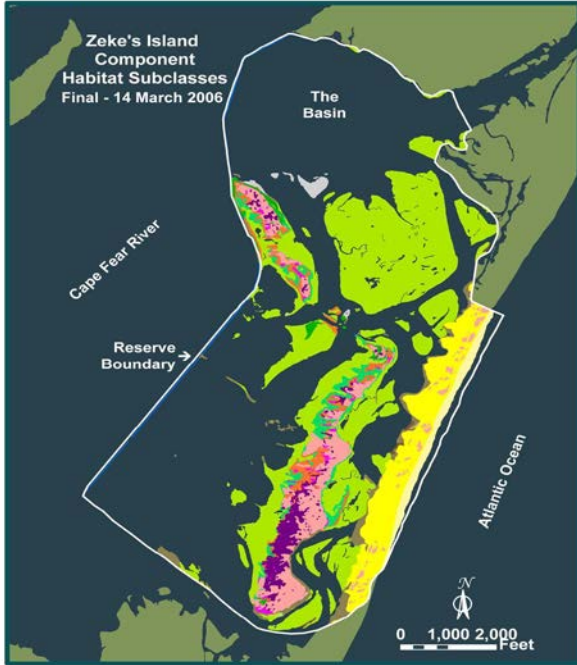 Zeke's Island
Component
Habitat Subclasses
Final - 14 March 2006
The
Basin
Cape Fear River
Reserve
Boundary
Atlantic Ocean
N
0 1,000 2,000
Feet